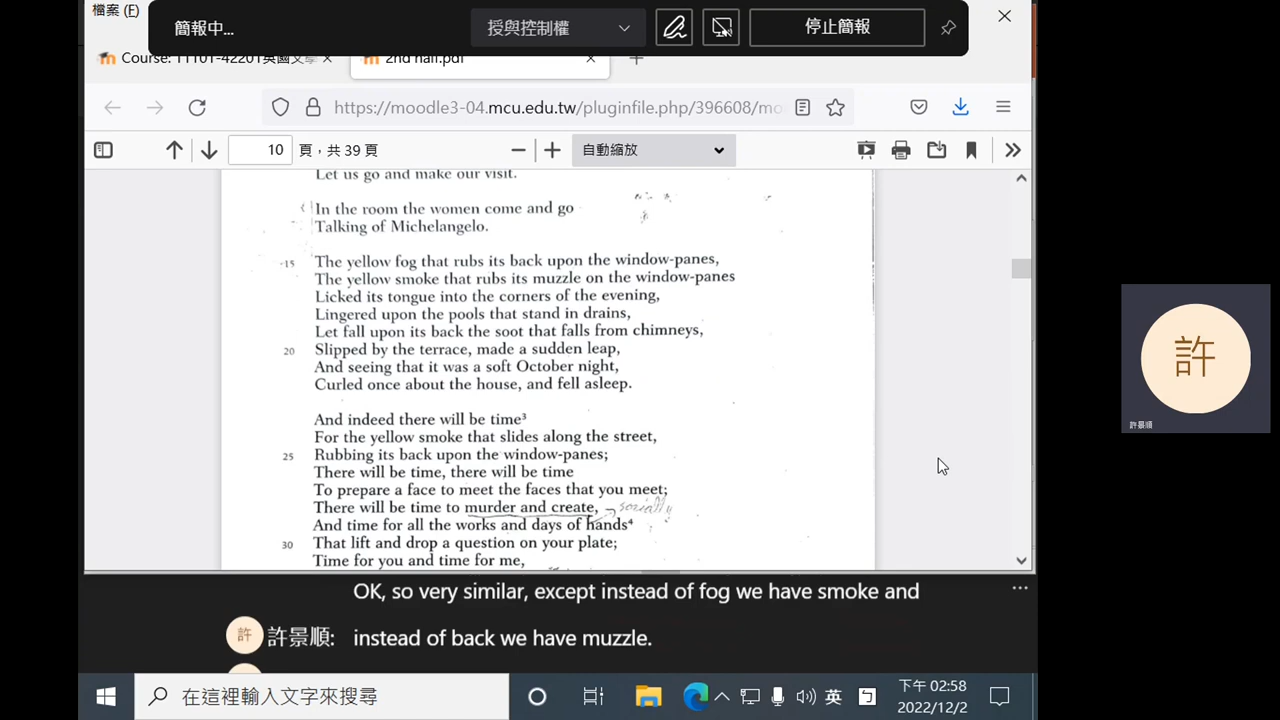 檔案 (F)
簡報中...
授與控制權
停止簡報
Course: 11101-42201英國文學
2nd half.pdf
https://moodle3-04.mcu.edu.tw/pluginfile.php/396608/mo
10 頁，共 39 頁
自動縮放
Let us go and make our visit.
In the room the women come and go
Talking of Michelangelo.
15 The yellow fog that rubs its back upon the window-panes,
The yellow smoke that rubs its muzzle on the window-panes
Licked its tongue into the corners of the evening,
Lingered upon the pools that stand in drains,
Let fall upon its back the soot that falls from chimneys,
20 Slipped by the terrace, made a sudden leap,
And seeing that it was a soft October night,
Curled once about the house, and fell asleep.
And indeed there will be time³
For the yellow smoke that slides along the street,
25 Rubbing its back upon the window-panes;
There will be time, there will be time
To prepare a face to meet the faces that you meet;
There will be time to murder and create, socially
And time for all the works and days of hands⁴
30 That lift and drop a question on your plate;
Time for you and time for me,
許
許景順
OK, so very similar, except instead of fog we have smoke and
許 許景順: instead of back we have muzzle.
在這裡輸入文字來搜尋
英
下午 02:58
2022/12/2